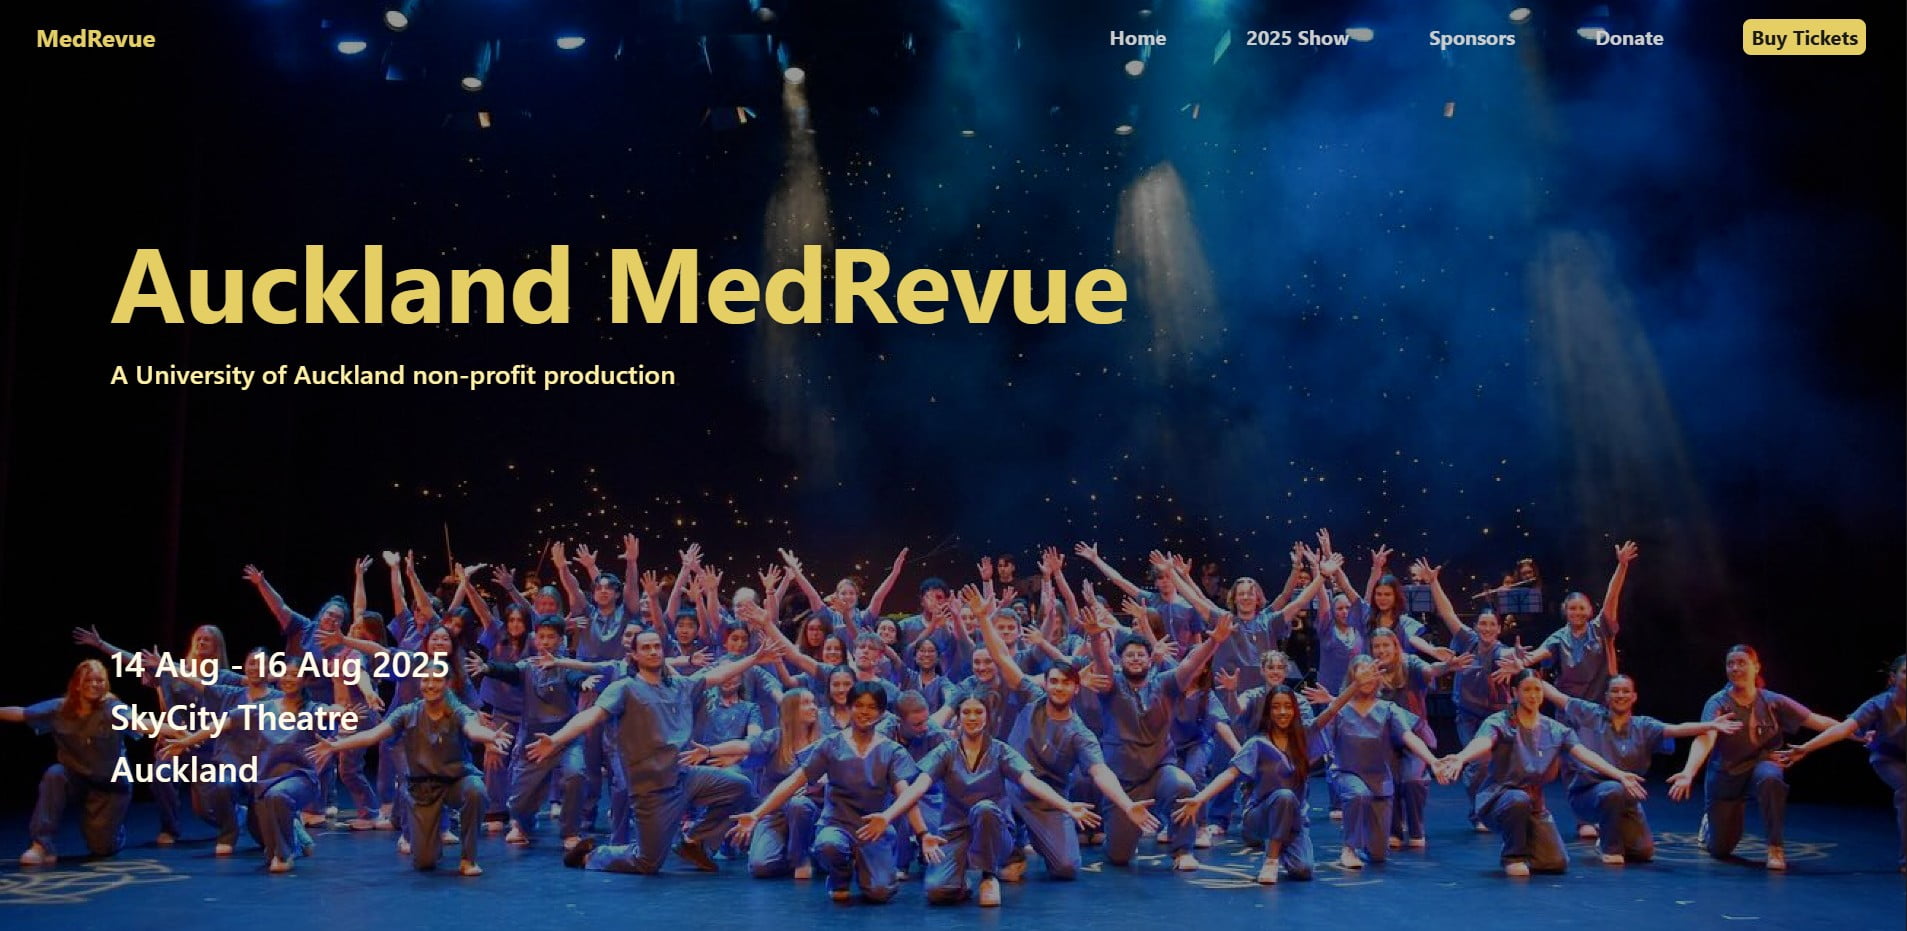 MedRevue
Home
2025 Show
Sponsors
Donate
Buy Tickets
Auckland MedRevue
A University of Auckland non-profit production
14 Aug - 16 Aug 2025
SkyCity Theatre
Auckland